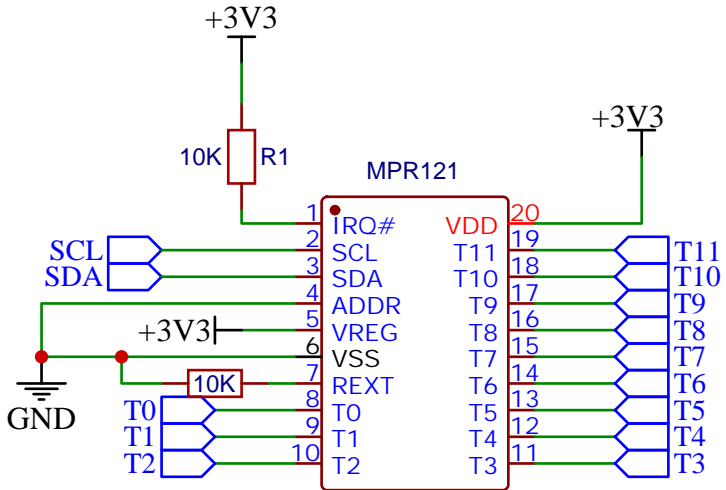 +3V3
+3V3
10K R1
MPR121
1 IRQ# VDD 20
SCL 2 SCL T11 19 T11
SDA 3 SDA T10 18 T10
4 ADDR T9 17 T9
+3V3 5 VREG T8 16 T8
6 VSS T7 15 T7
10K 7 REXT T6 14 T6
GND
T0 8 T0 T5 13 T5
T1 9 T1 T4 12 T4
T2 10 T2 T3 11 T3